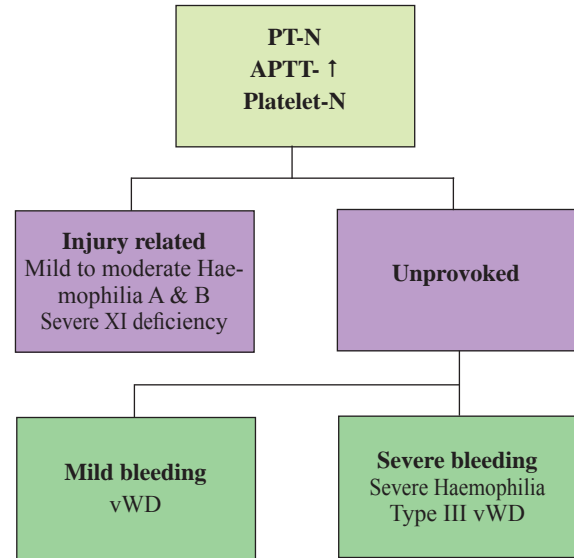 PT-N
APTT- ↑
Platelet-N
Injury related
Mild to moderate Hae-
mophilia A & B
Severe XI deficiency
Unprovoked
Mild bleeding
vWD
Severe bleeding
Severe Haemophilia
Type III vWD